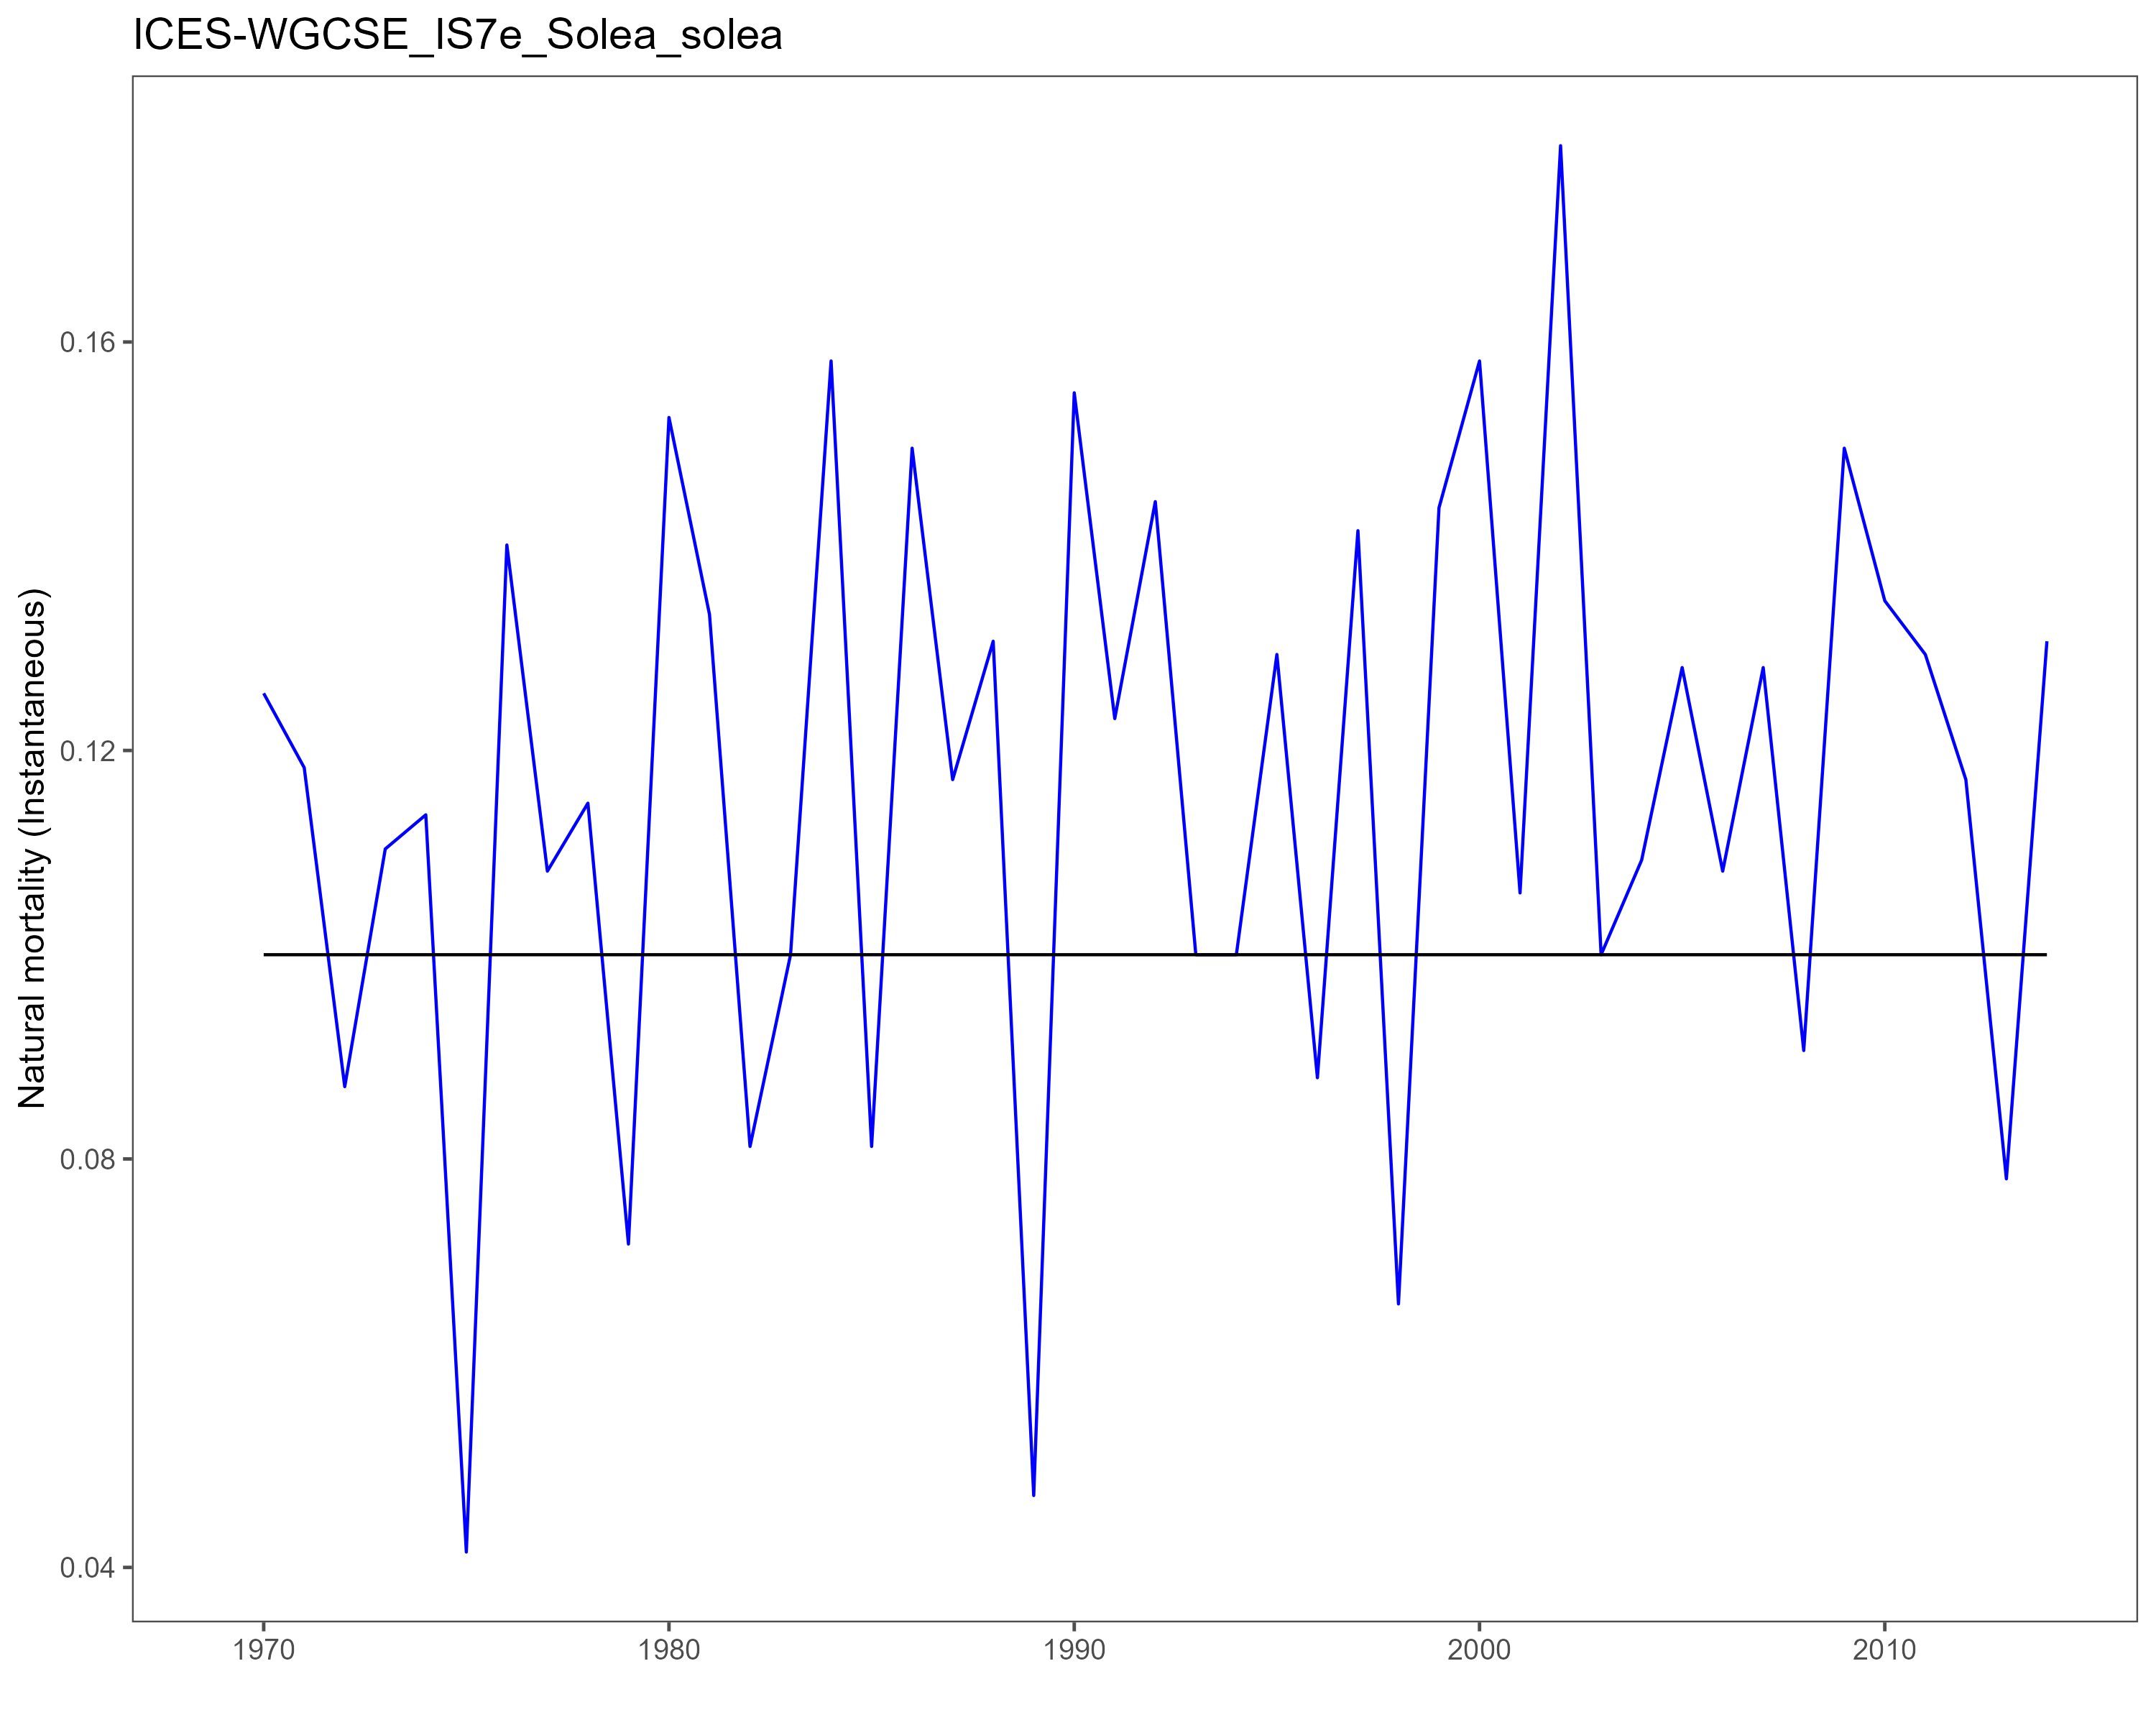 ICES-WGCSE_IS7e_Solea_solea
Natural mortality (Instantaneous)
0.16
0.12
0.08
0.04
1970 1980 1990 2000 2010